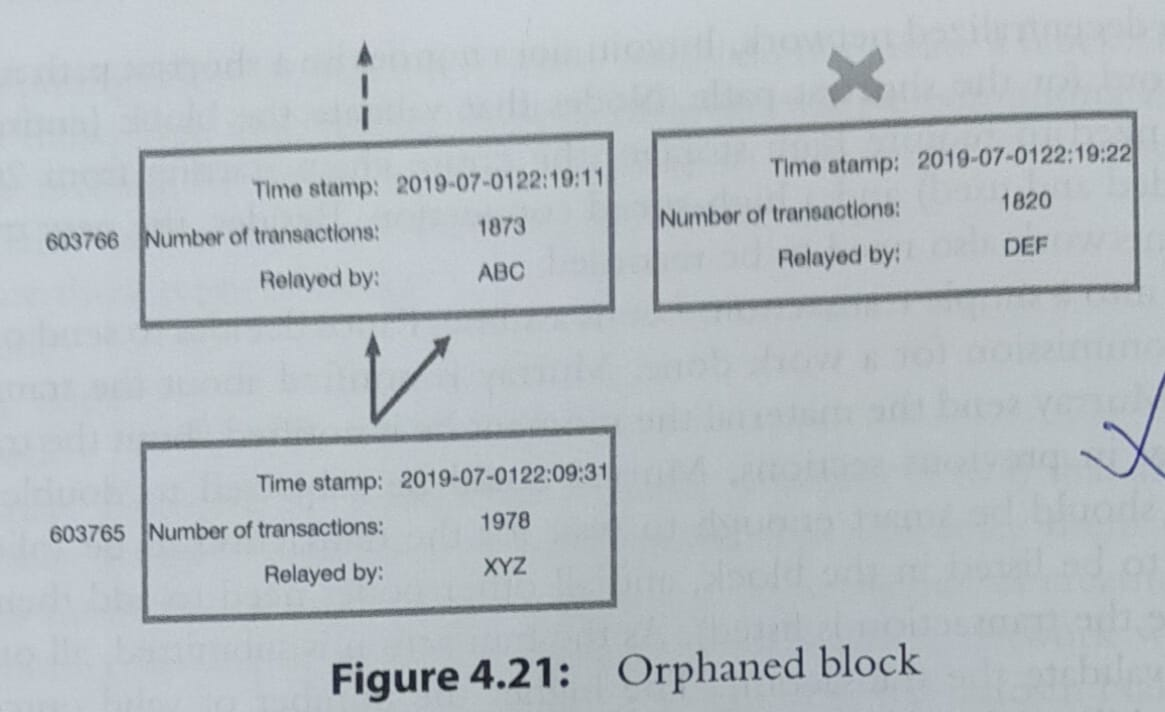 Time stamp: 2019-07-0122:19:11
603766 Number of transactions: 1873
Relayed by: ABC
Time stamp: 2019-07-0122:19:22
Number of transactions: 1820
Relayed by: DEF
Time stamp: 2019-07-0122:09:31
603765 Number of transactions: 1978
Relayed by: XYZ
Figure 4.21: Orphaned block